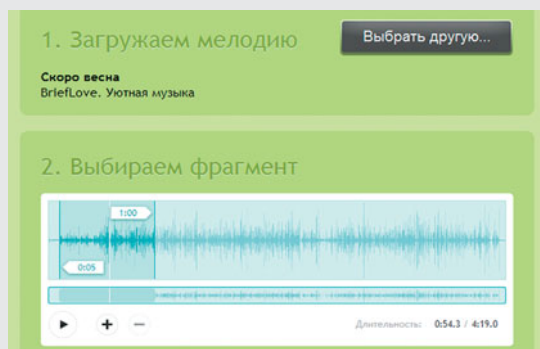 1. Загружаем мелодию
Выбрать другую...
Скоро весна
BriefLove. Уютная музыка
2. Выбираем фрагмент
1:00
0:05
Длительность: 0:54.3 / 4:19.0